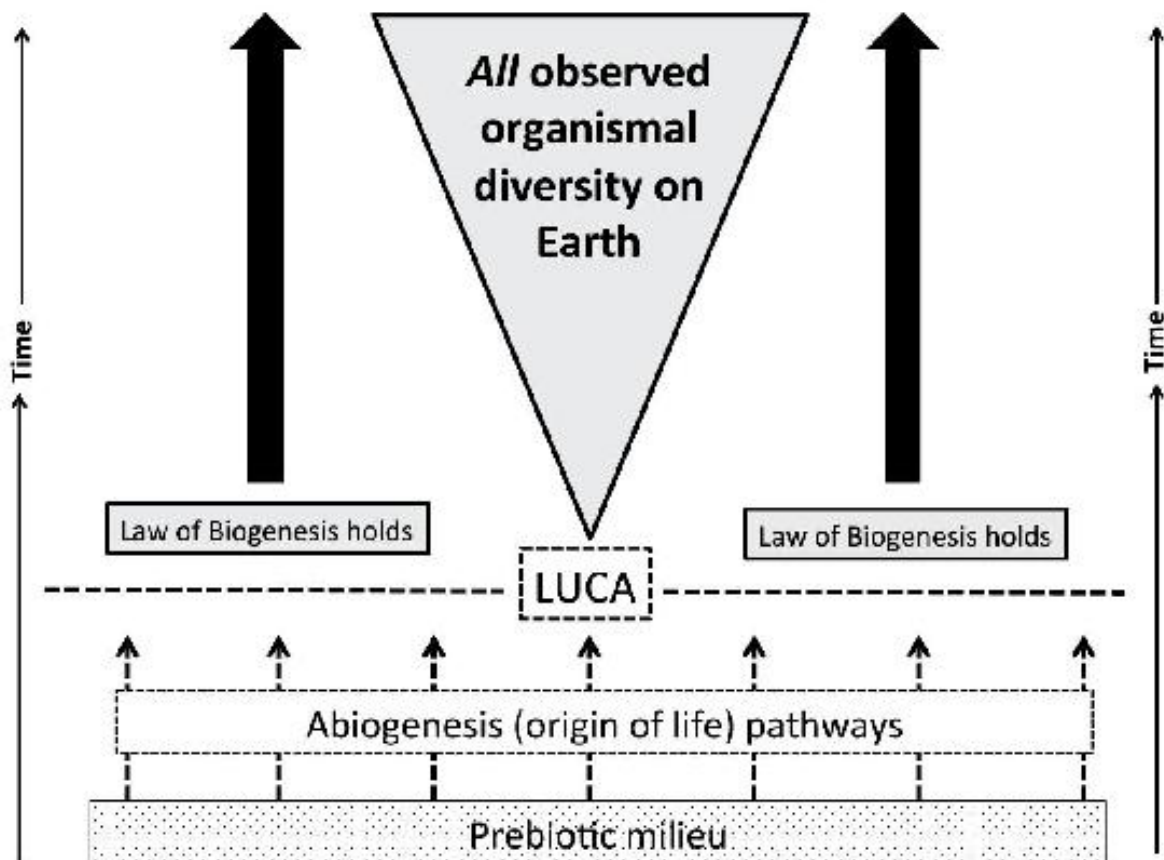 All observed
organismal
diversity on
Earth
Time
Time
Law of Biogenesis holds
Law of Biogenesis holds
LUCA
Abiogenesis (origin of life) pathways
Prebiotic milieu